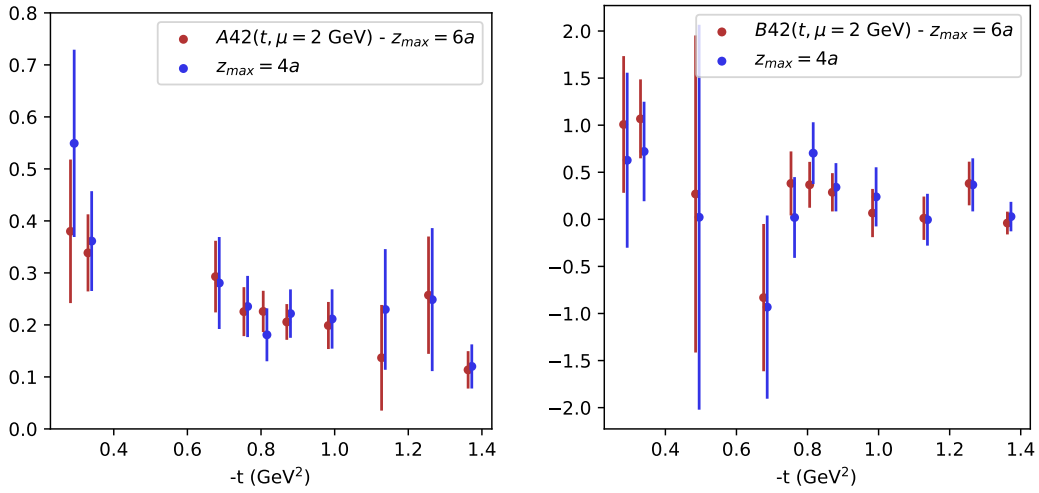 0.8
0.7
0.6
0.5
0.4
0.3
0.2
0.1
0.0
A42(t, μ = 2 GeV) - z_max = 6a
z_max = 4a
0.4 0.6 0.8 1.0 1.2 1.4
-t (GeV²)
2.0
1.5
1.0
0.5
0.0
−0.5
−1.0
−1.5
−2.0
B42(t, μ = 2 GeV) - z_max = 6a
z_max = 4a
0.4 0.6 0.8 1.0 1.2 1.4
-t (GeV²)